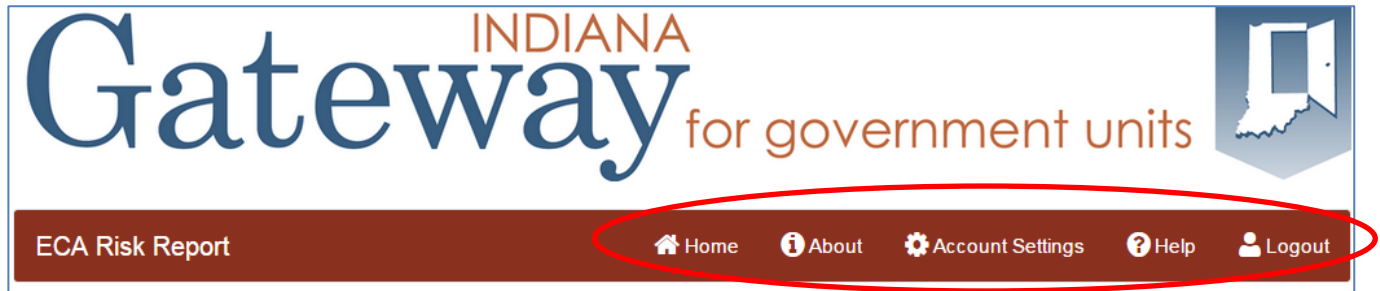 INDIANA
Gateway for government units
ECA Risk Report Home About Account Settings Help Logout